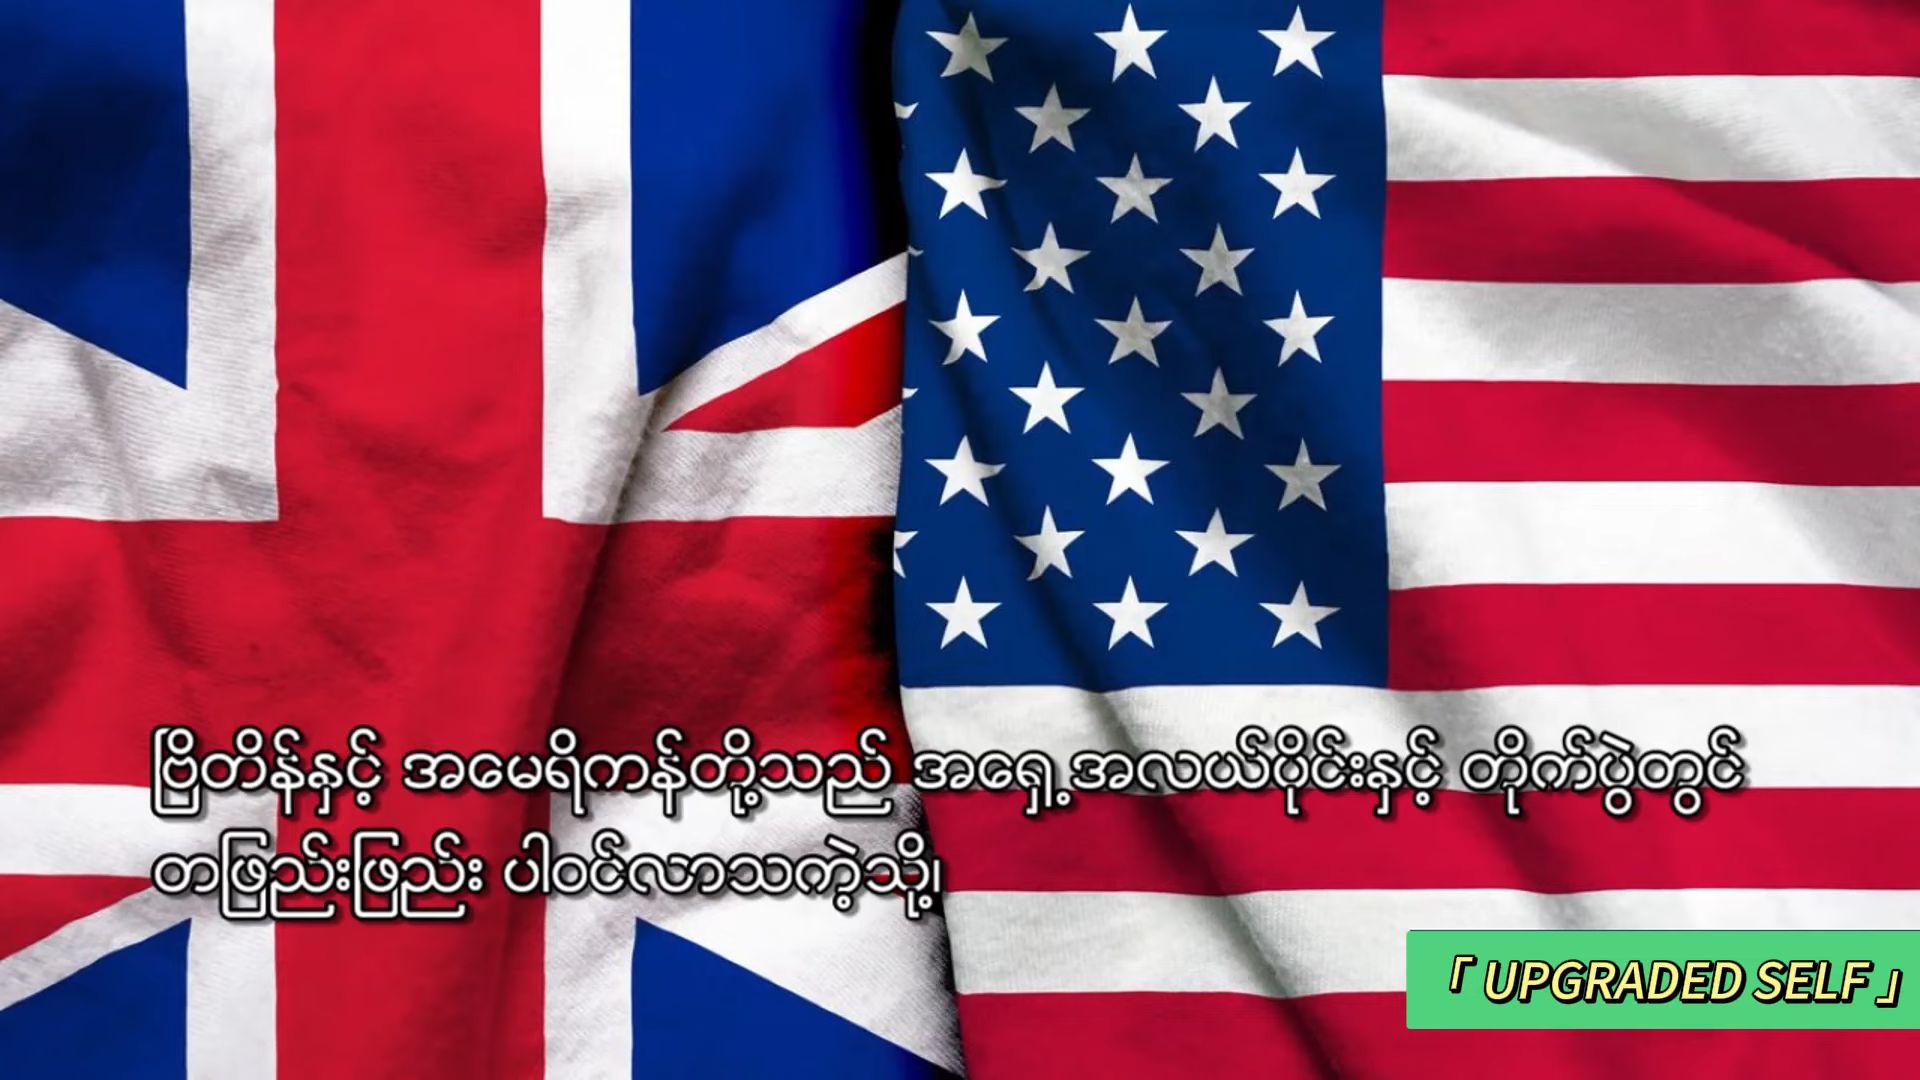 ဗြိတိန်နှင့် အမေရိကန်တို့သည် အရှေ့အလယ်ပိုင်းနှင့် တိုက်ပွဲတွင်
တဖြည်းဖြည်း ပါဝင်လာသကဲ့သို့၊
「 UPGRADED SELF 」